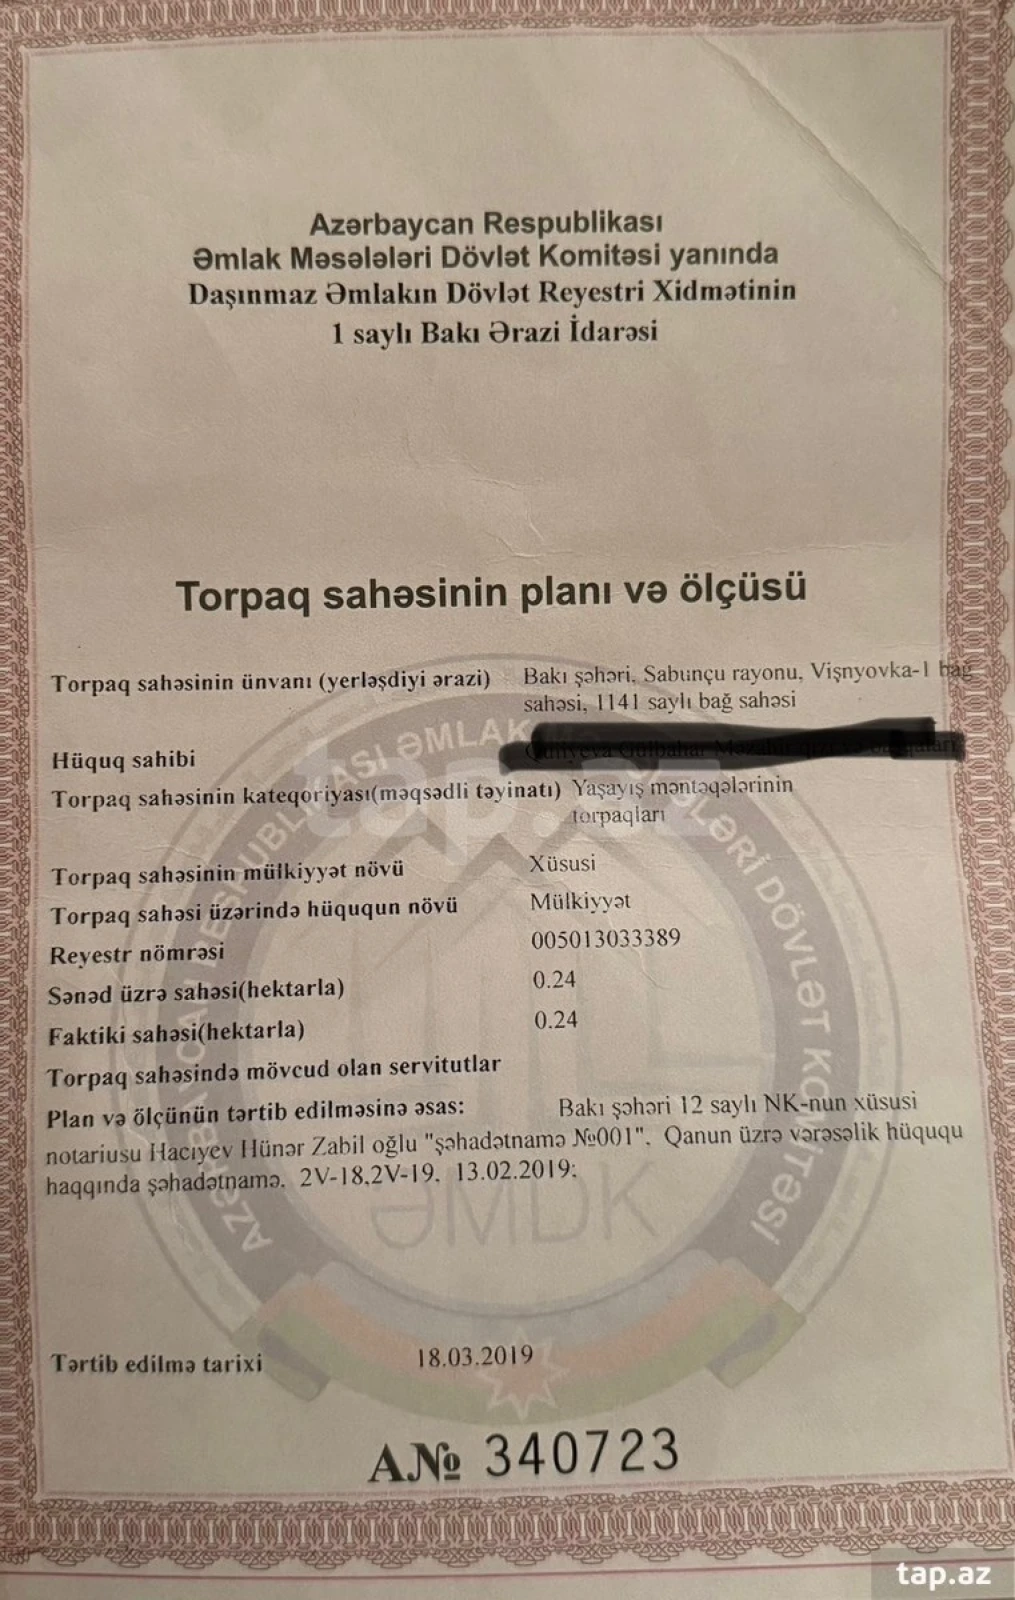 Azərbaycan Respublikası
Əmlak Məsələləri Dövlət Komitəsi yanında
Daşınmaz Əmlakın Dövlət Reyestri Xidmətinin
1 saylı Bakı Ərazi İdarəsi
Torpaq sahəsinin planı və ölçüsü
Torpaq sahəsinin ünvanı (yerləşdiyi ərazi) Bakı şəhəri, Sabunçu rayonu, Vişnyovka-1 bağ
sahəsi, 1141 saylı bağ sahəsi
Hüquq sahibi
Torpaq sahəsinin kateqoriyası(məqsədli təyinatı) Yaşayış məntəqələrinin
torpaqları
Torpaq sahəsinin mülkiyyət növü Xüsusi
Torpaq sahəsi üzərində hüququn növü Mülkiyyət
Reyestr nömrəsi 005013033389
Sənəd üzrə sahəsi(hektarla) 0.24
Faktiki sahəsi(hektarla) 0.24
Torpaq sahəsində mövcud olan servitutlar
Plan və ölçünün tərtib edilməsinə əsas: Bakı şəhəri 12 saylı NK-nun xüsusi
notariusu Hacıyev Hünər Zabil oğlu "şəhadətnamə №001". Qanun üzrə vərəsəlik hüququ
haqqında şəhadətnamə. 2V-18,2V-19, 13.02.2019;
ƏMDK
Tərtib edilmə tarixi 18.03.2019
A№ 340723
tap.az
tap.az